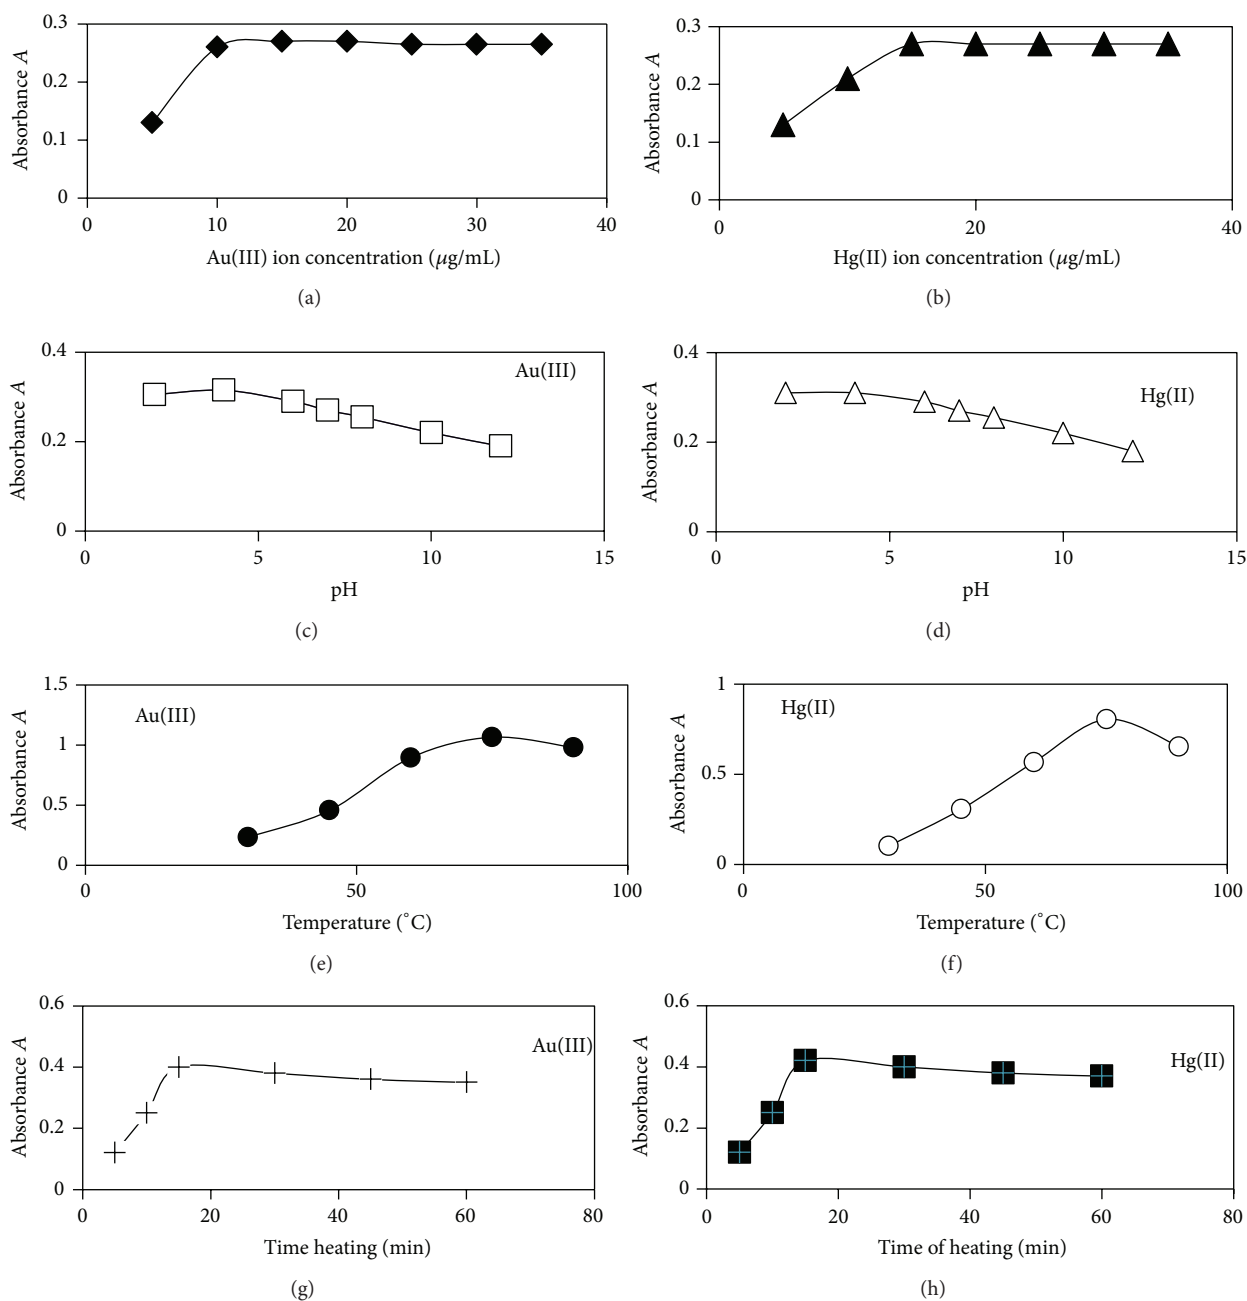 0.3
0.2
0.1
0
0 10 20 30 40
Absorbance A
Au(III) ion concentration (μg/mL)
(a)
0.3
0.2
0.1
0
0 20 40
Absorbance A
Hg(II) ion concentration (μg/mL)
(b)
0.4
0.2
0
0 5 10 15
Absorbance A
Au(III)
pH
(c)
0.4
0.2
0
0 5 10 15
Absorbance A
Hg(II)
pH
(d)
1.5
1
0.5
0
0 50 100
Absorbance A
Au(III)
Temperature (˚C)
(e)
1
0.5
0
0 50 100
Absorbance A
Hg(II)
Temperature (˚C)
(f)
0.6
0.4
0.2
0
0 20 40 60 80
Absorbance A
Au(III)
Time heating (min)
(g)
0.6
0.4
0.2
0
0 20 40 60 80
Absorbance A
Hg(II)
Time of heating (min)
(h)